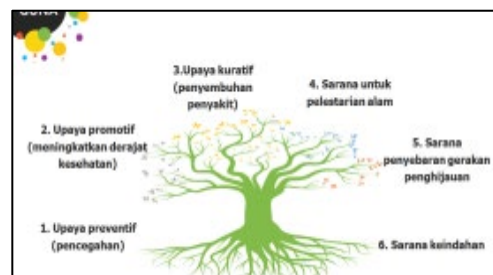 GUNA
3.Upaya kuratif
(penyembuhan
penyakit)
4. Sarana untuk
pelestarian alam
2. Upaya promotif
(meningkatkan derajat
kesehatan)
5. Sarana
penyebaran gerakan
penghijauan
1. Upaya preventif
(pencegahan)
6. Sarana keindahan